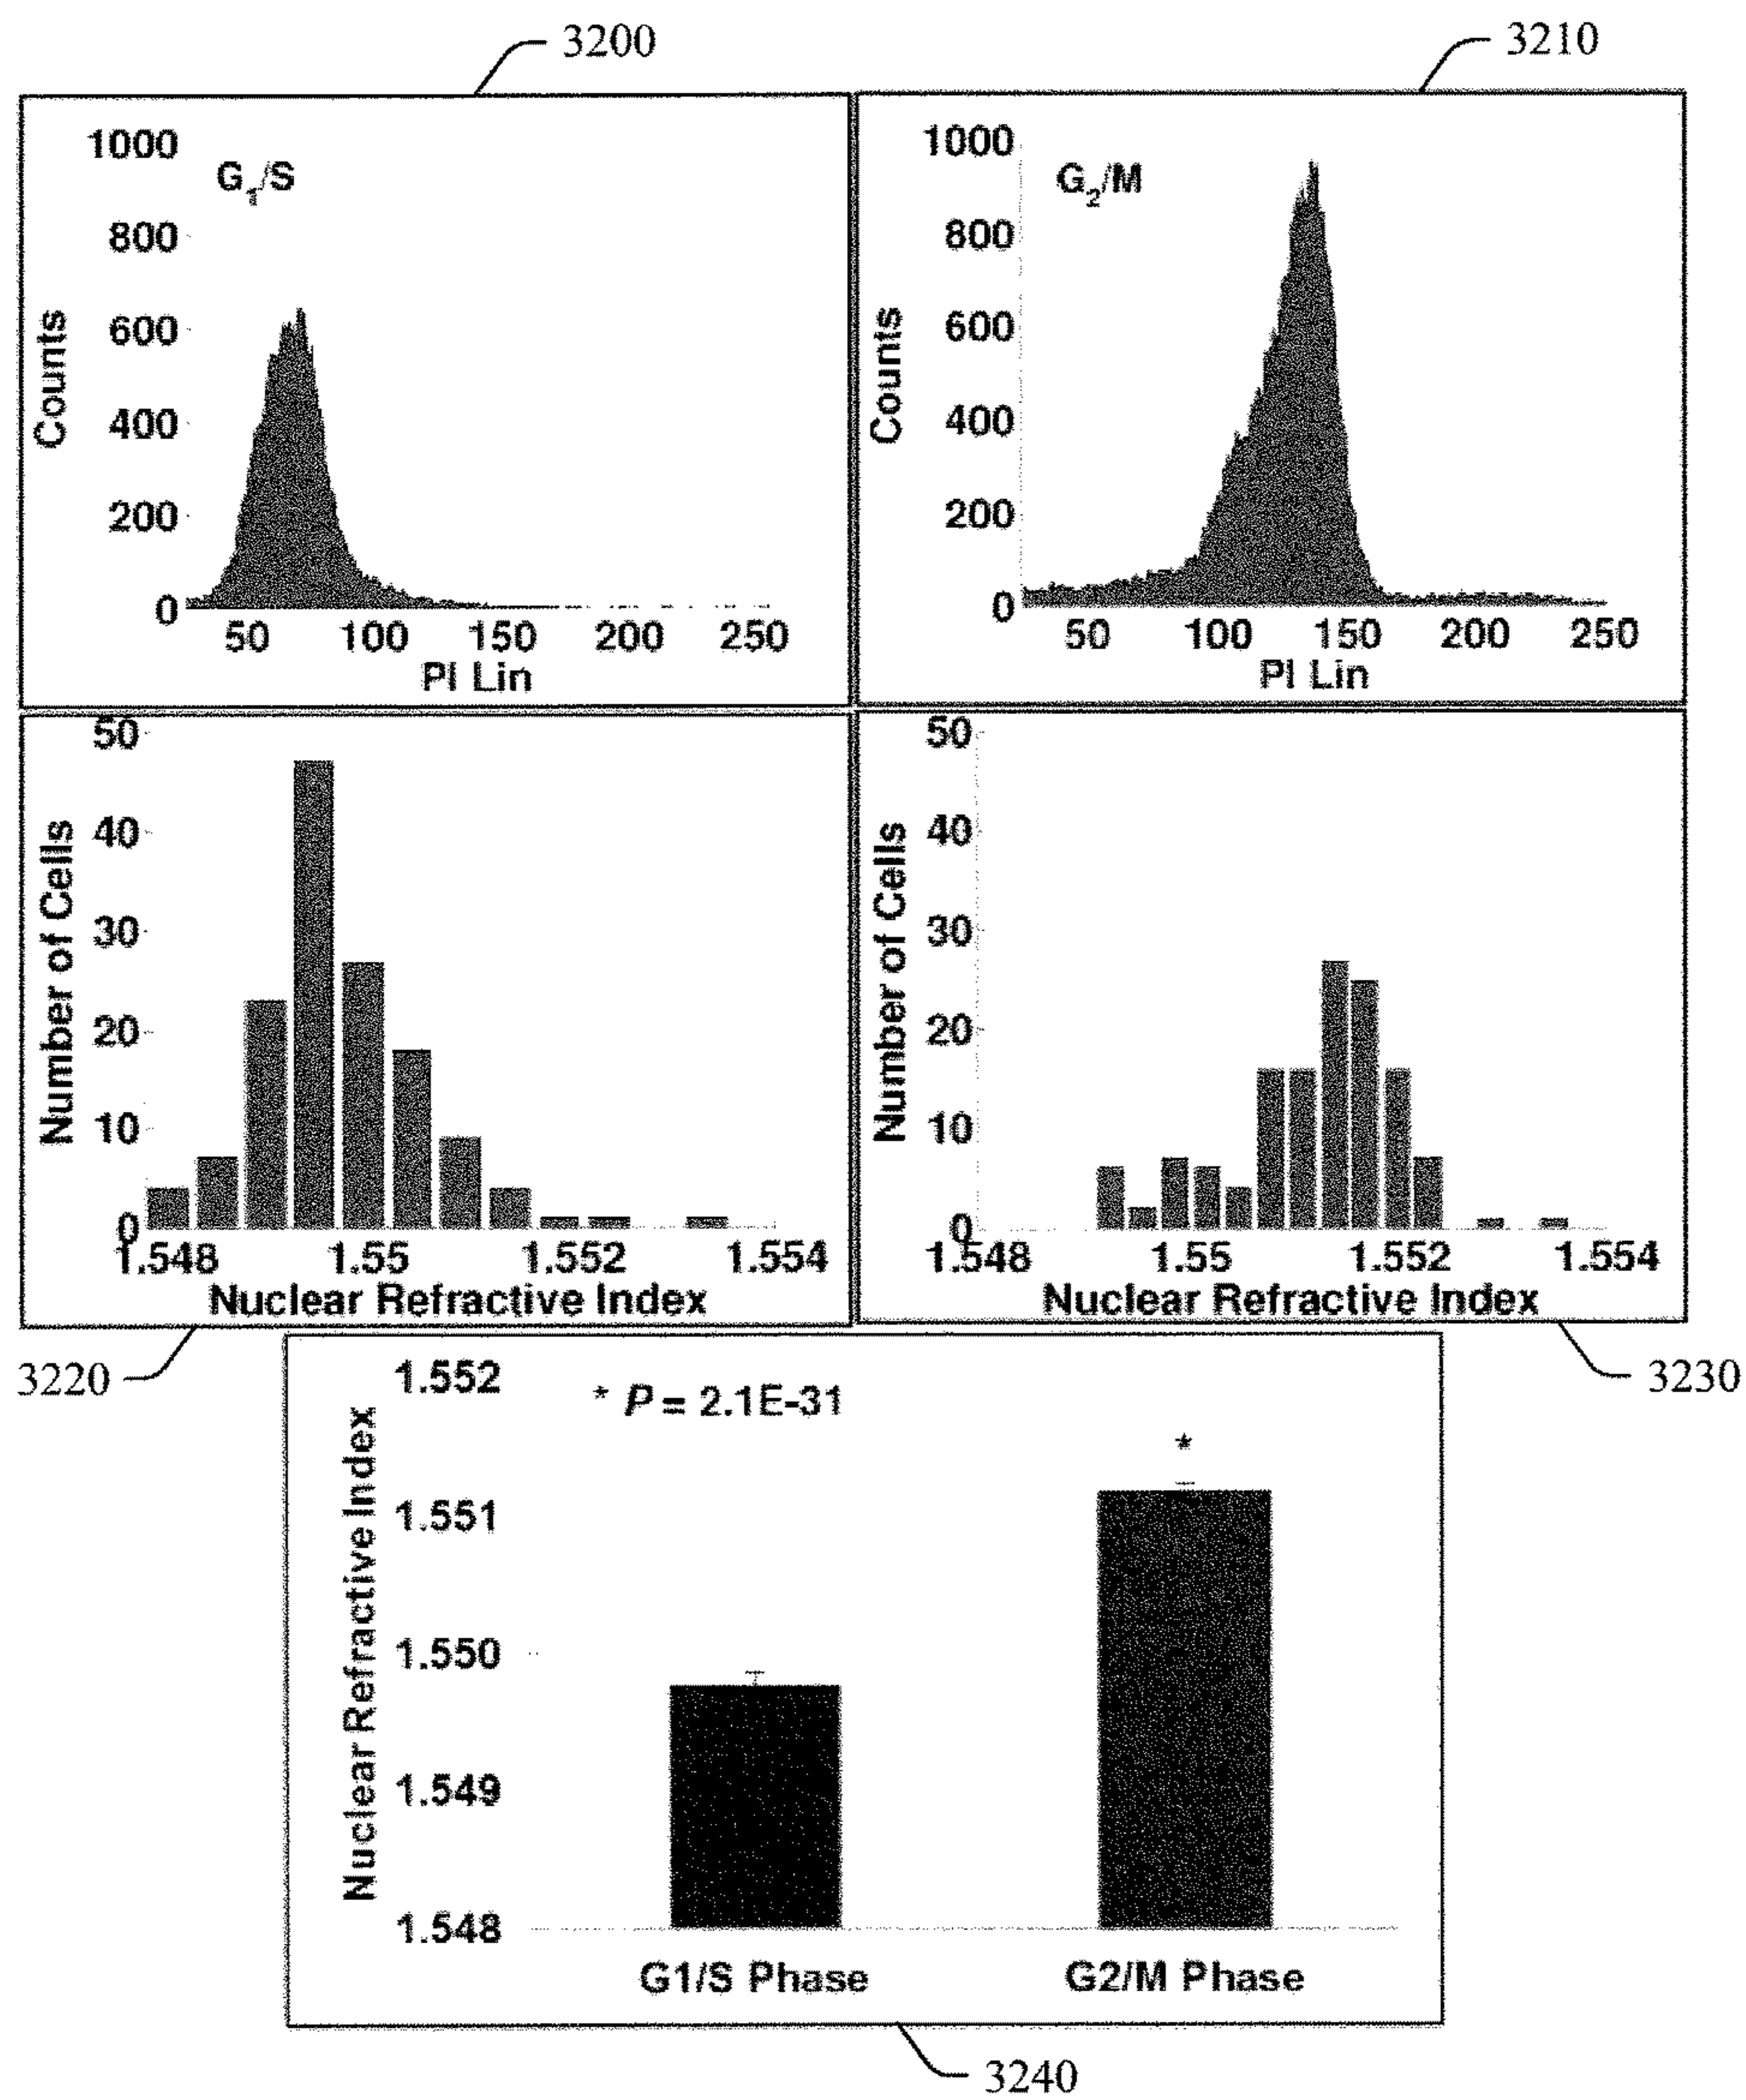 3200
3210
1000
G1/S
800
600
400
200
0
Counts
50 100 150 200 250
PI Lin
1000
G2/M
800
600
400
200
0
Counts
50 100 150 200 250
PI Lin
50
40
30
20
10
0
Number of Cells
1.548 1.55 1.552 1.554
Nuclear Refractive Index
50
40
30
20
10
0
Number of Cells
1.548 1.55 1.552 1.554
Nuclear Refractive Index
3220
3230
1.552
* P = 2.1E-31
*
1.551
1.550
1.549
1.548
Nuclear Refractive Index
G1/S Phase G2/M Phase
3240